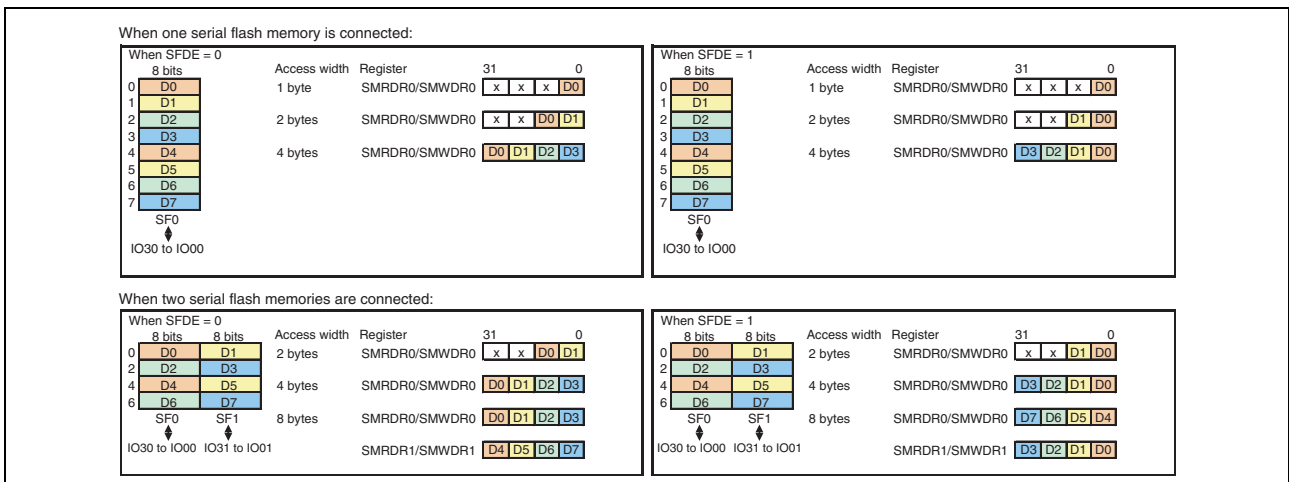 When one serial flash memory is connected:
When SFDE = 0
8 bits Access width Register 31 0
0 D0 1 byte SMRDR0/SMWDR0 x x x D0
1 D1
2 D2 2 bytes SMRDR0/SMWDR0 x x D0 D1
3 D3
4 D4 4 bytes SMRDR0/SMWDR0 D0 D1 D2 D3
5 D5
6 D6
7 D7
SF0
IO30 to IO00
When SFDE = 1
8 bits Access width Register 31 0
0 D0 1 byte SMRDR0/SMWDR0 x x x D0
1 D1
2 D2 2 bytes SMRDR0/SMWDR0 x x D1 D0
3 D3
4 D4 4 bytes SMRDR0/SMWDR0 D3 D2 D1 D0
5 D5
6 D6
7 D7
SF0
IO30 to IO00
When two serial flash memories are connected:
When SFDE = 0
8 bits 8 bits Access width Register 31 0
0 D0 D1 2 bytes SMRDR0/SMWDR0 x x D0 D1
2 D2 D3
4 D4 D5 4 bytes SMRDR0/SMWDR0 D0 D1 D2 D3
6 D6 D7
SF0 SF1 8 bytes SMRDR0/SMWDR0 D0 D1 D2 D3
IO30 to IO00 IO31 to IO01 SMRDR1/SMWDR1 D4 D5 D6 D7
When SFDE = 1
8 bits 8 bits Access width Register 31 0
0 D0 D1 2 bytes SMRDR0/SMWDR0 x x D1 D0
2 D2 D3
4 D4 D5 4 bytes SMRDR0/SMWDR0 D3 D2 D1 D0
6 D6 D7
SF0 SF1 8 bytes SMRDR0/SMWDR0 D7 D6 D5 D4
IO30 to IO00 IO31 to IO01 SMRDR1/SMWDR1 D3 D2 D1 D0